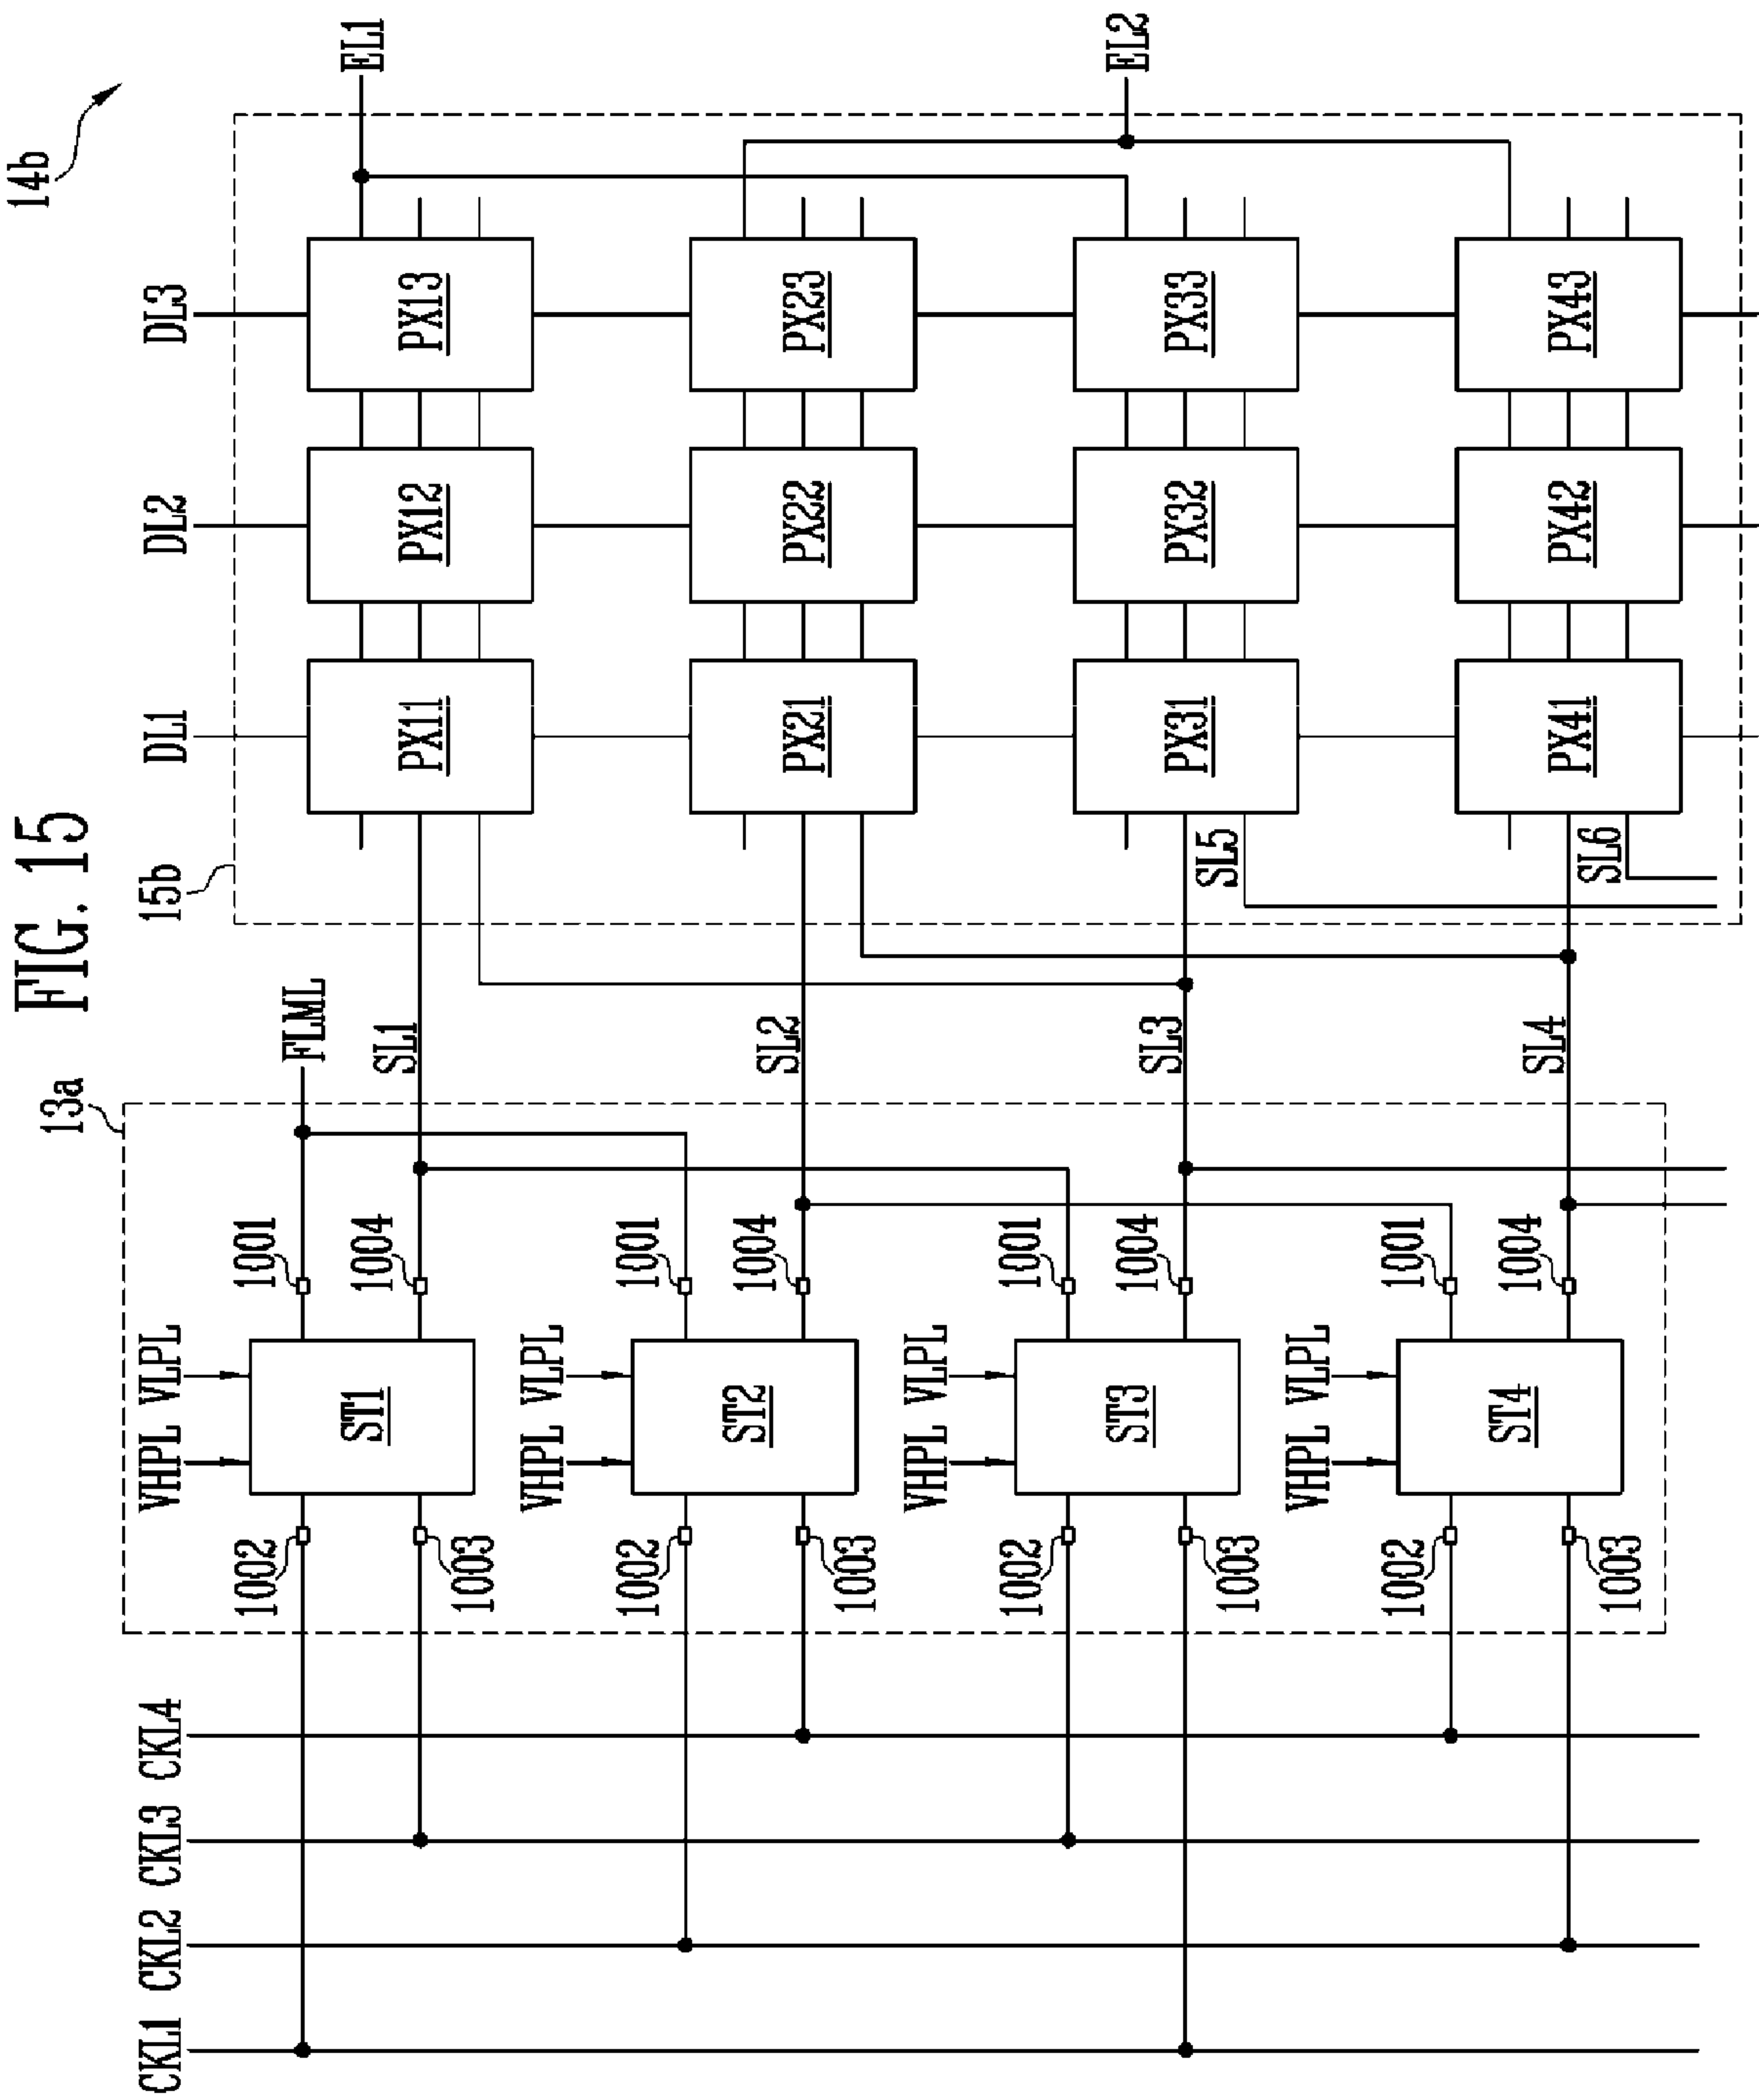 FIG. 15
14b
13a
15b
CKL1 CKL2 CKL3 CKL4
VHPL VLPL
FLML
DL1 DL2 DL3
EL1
1002
1001
ST1
PX11 PX12 PX13
1003
1004
SL1
VHPL VLPL
1002
1001
ST2
PX21 PX22 PX23
1003
1004
SL2
VHPL VLPL
EL2
1002
1001
ST3
PX31 PX32 PX33
1003
1004
SL3
SL5
VHPL VLPL
1002
1001
ST4
PX41 PX42 PX43
1003
1004
SL4
SL6